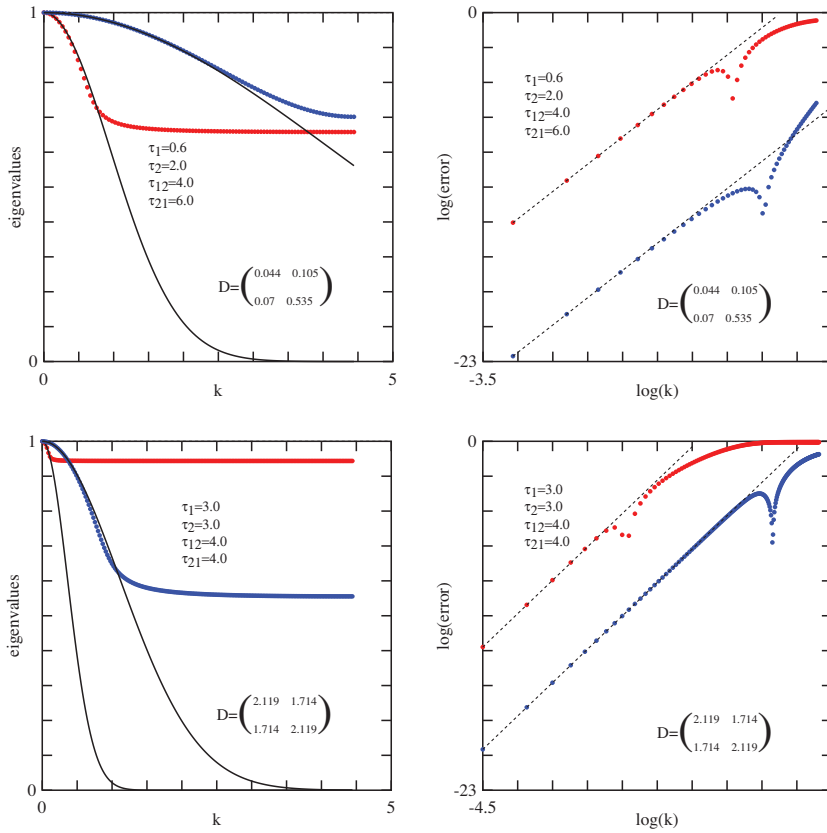 1
eigenvalues
τ1=0.6
τ2=2.0
τ12=4.0
τ21=6.0
D=(0.044 0.105
0.07 0.535)
0
0
5
k
-0
log(error)
τ1=0.6
τ2=2.0
τ12=4.0
τ21=6.0
D=(0.044 0.105
0.07 0.535)
-23
-3.5
log(k)
1
eigenvalues
τ1=3.0
τ2=3.0
τ12=4.0
τ21=4.0
D=(2.119 1.714
1.714 2.119)
0
0
5
k
-0
log(error)
τ1=3.0
τ2=3.0
τ12=4.0
τ21=4.0
D=(2.119 1.714
1.714 2.119)
-23
-4.5
log(k)